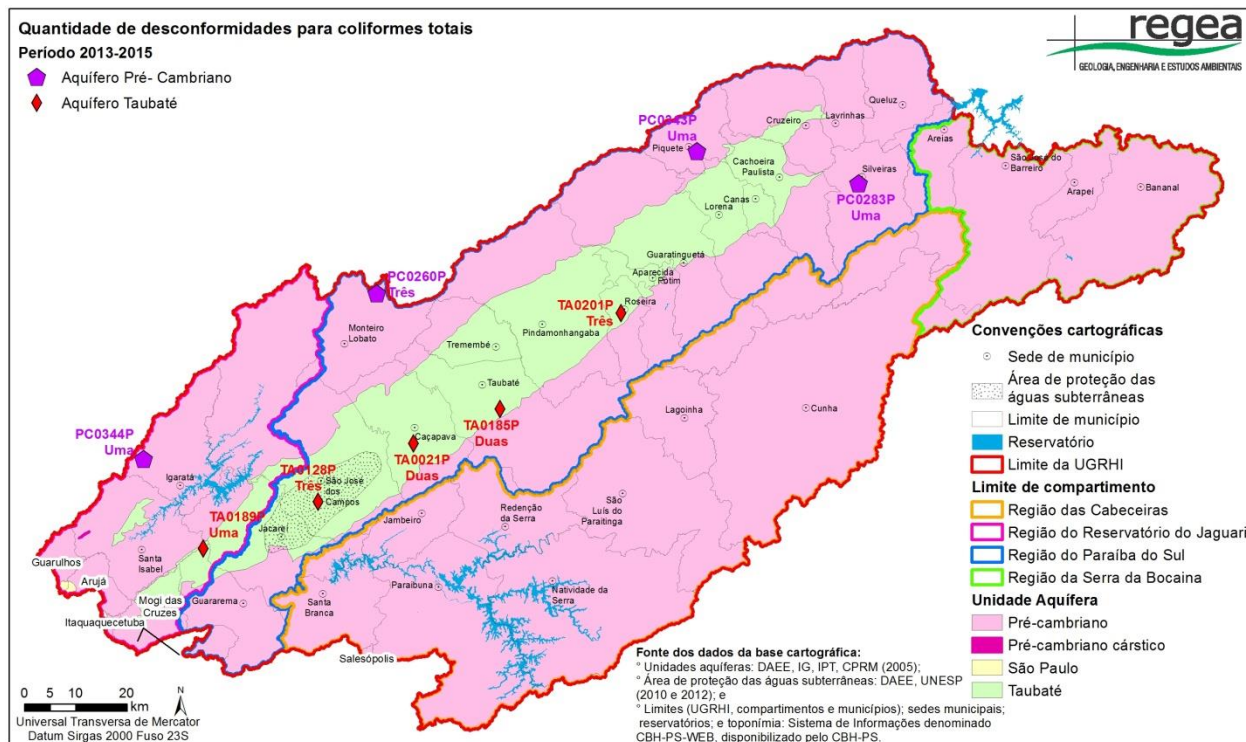 Quantidade de desconformidades para coliformes totais
Período 2013-2015
Aquífero Pré- Cambriano
Aquífero Taubaté
regea
GEOLOGIA, ENGENHARIA E ESTUDOS AMBIENTAIS
Queluz
Lavrinhas
Cruzeiro
PC0343P
Uma
Piquete
Areias
São José do
Barreiro
Arapeí
Bananal
Cachoeira
Paulista
Silveiras
PC0283P
Uma
Canas
Lorena
Guaratinguetá
Aparecida
Potim
Roseira
TA0201P
Três
PC0260P
Três
Monteiro
Lobato
Pindamonhangaba
Tremembé
Taubaté
TA0185P
Duas
Caçapava
TA0021P
Duas
Lagoinha
Cunha
PC0344P
Uma
Igaratá
TA0128P
Três
São José
dos
Campos
TA0189P
Uma
Jacareí
Jambeiro
Redenção
da Serra
São
Luís do
Paraitinga
Santa
Isabel
Guarulhos
Arujá
Mogi das
Cruzes
Itaquaquecetuba
Guararema
Santa
Branca
Paraibuna
Natividade da
Serra
Salesópolis
Convenções cartográficas
Sede de município
Área de proteção das
águas subterrâneas
Limite de município
Reservatório
Limite da UGRHI
Limite de compartimento
Região das Cabeceiras
Região do Reservatório do Jaguari
Região do Paraíba do Sul
Região da Serra da Bocaina
Unidade Aquífera
Pré-cambriano
Pré-cambriano cárstico
São Paulo
Taubaté
Fonte dos dados da base cartográfica:
° Unidades aquíferas: DAEE, IG, IPT, CPRM (2005);
° Área de proteção das águas subterrâneas: DAEE, UNESP
(2010 e 2012); e
° Limites (UGRHI, compartimentos e municípios); sedes municipais;
reservatórios; e toponímia: Sistema de Informações denominado
CBH-PS-WEB, disponibilizado pelo CBH-PS.
0 5 10 20
km
N
Universal Transversa de Mercator
Datum Sirgas 2000 Fuso 23S